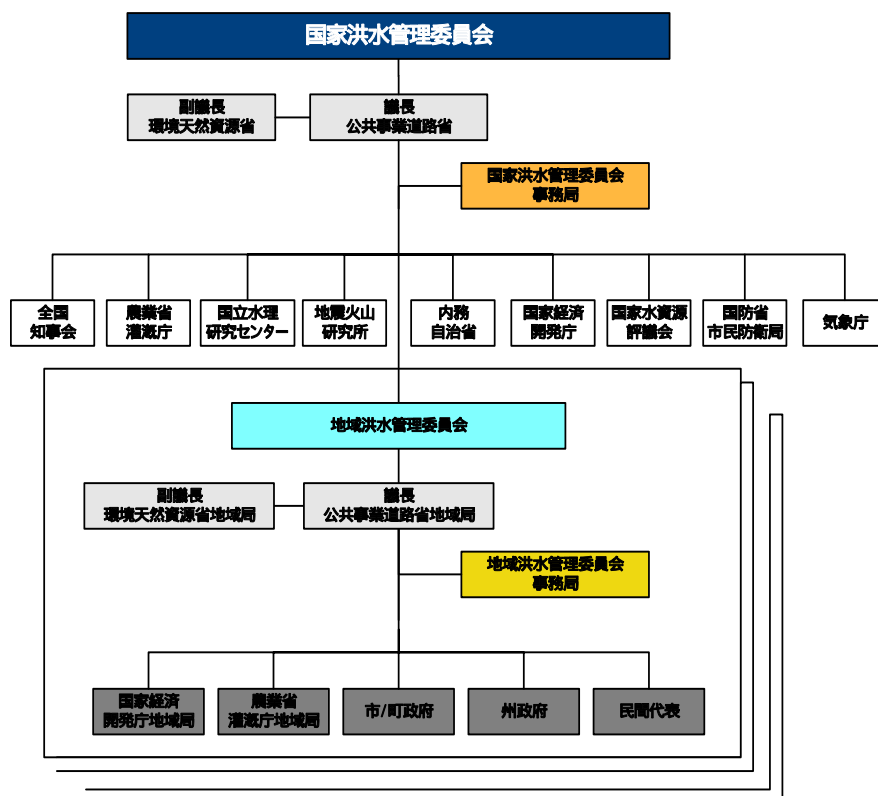 国家洪水管理委員会
副議長
環境天然資源省
議長
公共事業道路省
国家洪水管理委員会
事務局
全国
知事会
農業省
灌漑庁
国立水理
研究センター
地震火山
研究所
内務
自治省
国家経済
開発庁
国家水資源
評議会
国防省
市民防衛局
気象庁
地域洪水管理委員会
副議長
環境天然資源省地域局
議長
公共事業道路省地域局
地域洪水管理委員会
事務局
国家経済
開発庁地域局
農業省
灌漑庁地域局
市/町政府
州政府
民間代表